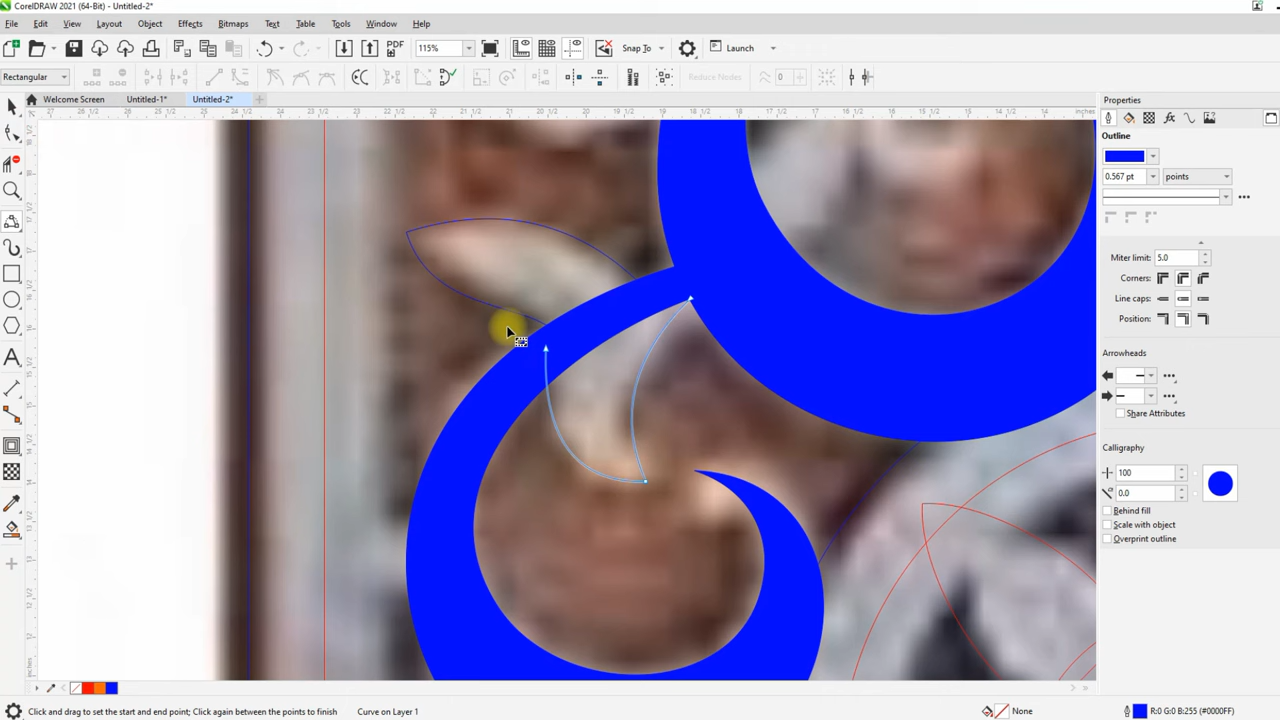 CorelDRAW 2021 (64-Bit) - Untitled-2*
File Edit View Layout Object Effects Bitmaps Text Table Tools Window Help
PDF 115% Snap To Launch
Rectangular Reduce Nodes 0
Welcome Screen Untitled-1* Untitled-2*
inches
Properties
Outline
0.567 pt points
Miter limit: 5.0
Corners:
Line caps:
Position:
Arrowheads
Share Attributes
Calligraphy
100
0.0
Behind fill
Scale with object
Overprint outline
Click and drag to set the start and end point; Click again between the points to finish Curve on Layer 1 None R:0 G:0 B:255 (#0000FF)